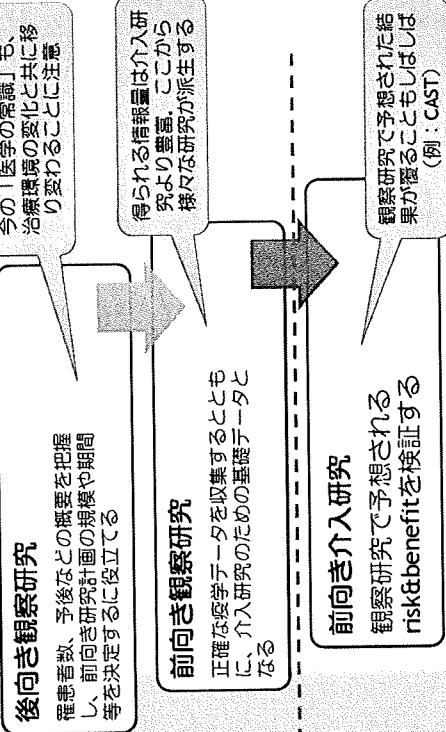 後向き観察研究
罹患者数、予後などの概要を把握
し、前向き研究計画の規模や期間
等を決定するに役立てる
今の「医学の常識」も、
治療環境の変化と共に移
り変わることに注意
前向き観察研究
正確な疫学データを収集するととも
に、介入研究のための基礎データと
なる
得られる情報量は介入研
究より豊富．ここから
様々な研究が派生する
前向き介入研究
観察研究で予想される
risk&benefitを検証する
観察研究で予想された結
果が覆ることもしばしば
（例：CAST）